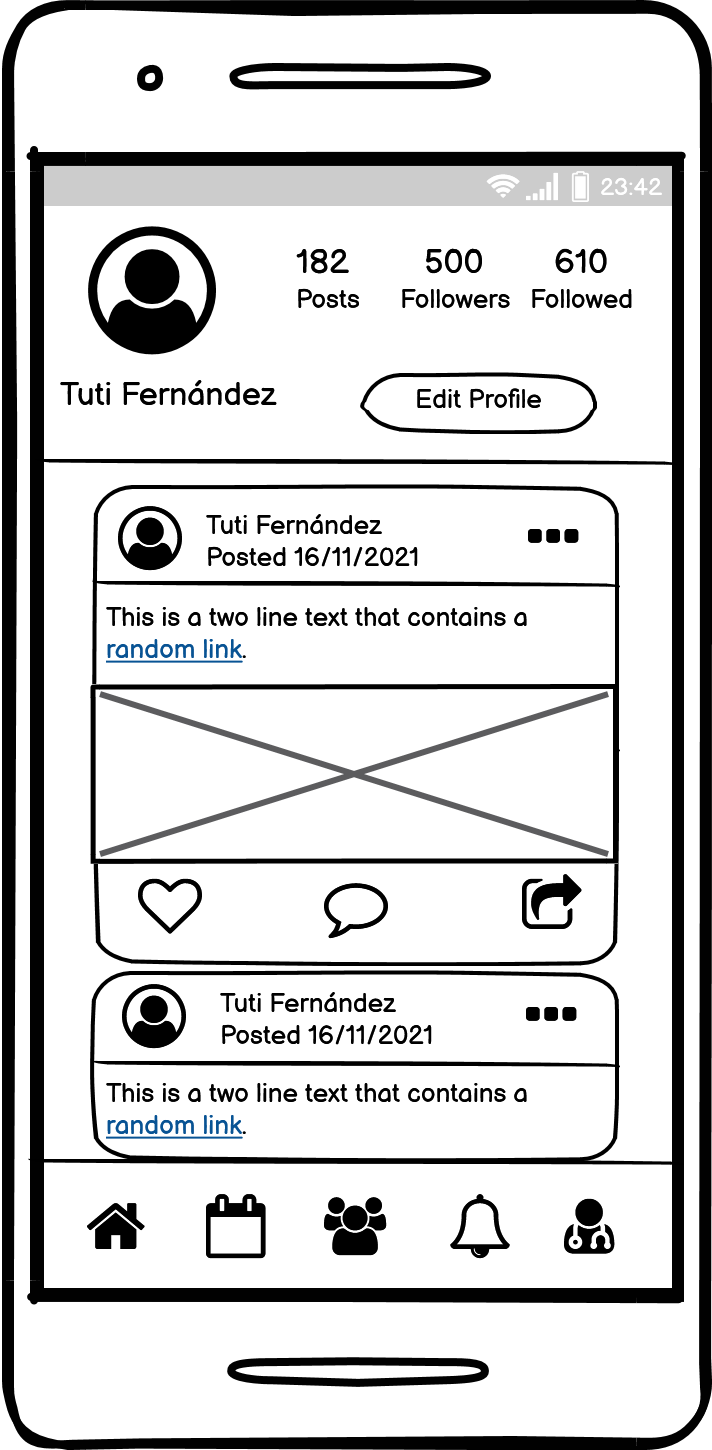 23:42
182 500 610
Posts Followers Followed
Tuti Fernández
Edit Profile
Tuti Fernández
Posted 16/11/2021
This is a two line text that contains a
random link.
Tuti Fernández
Posted 16/11/2021
This is a two line text that contains a
random link.